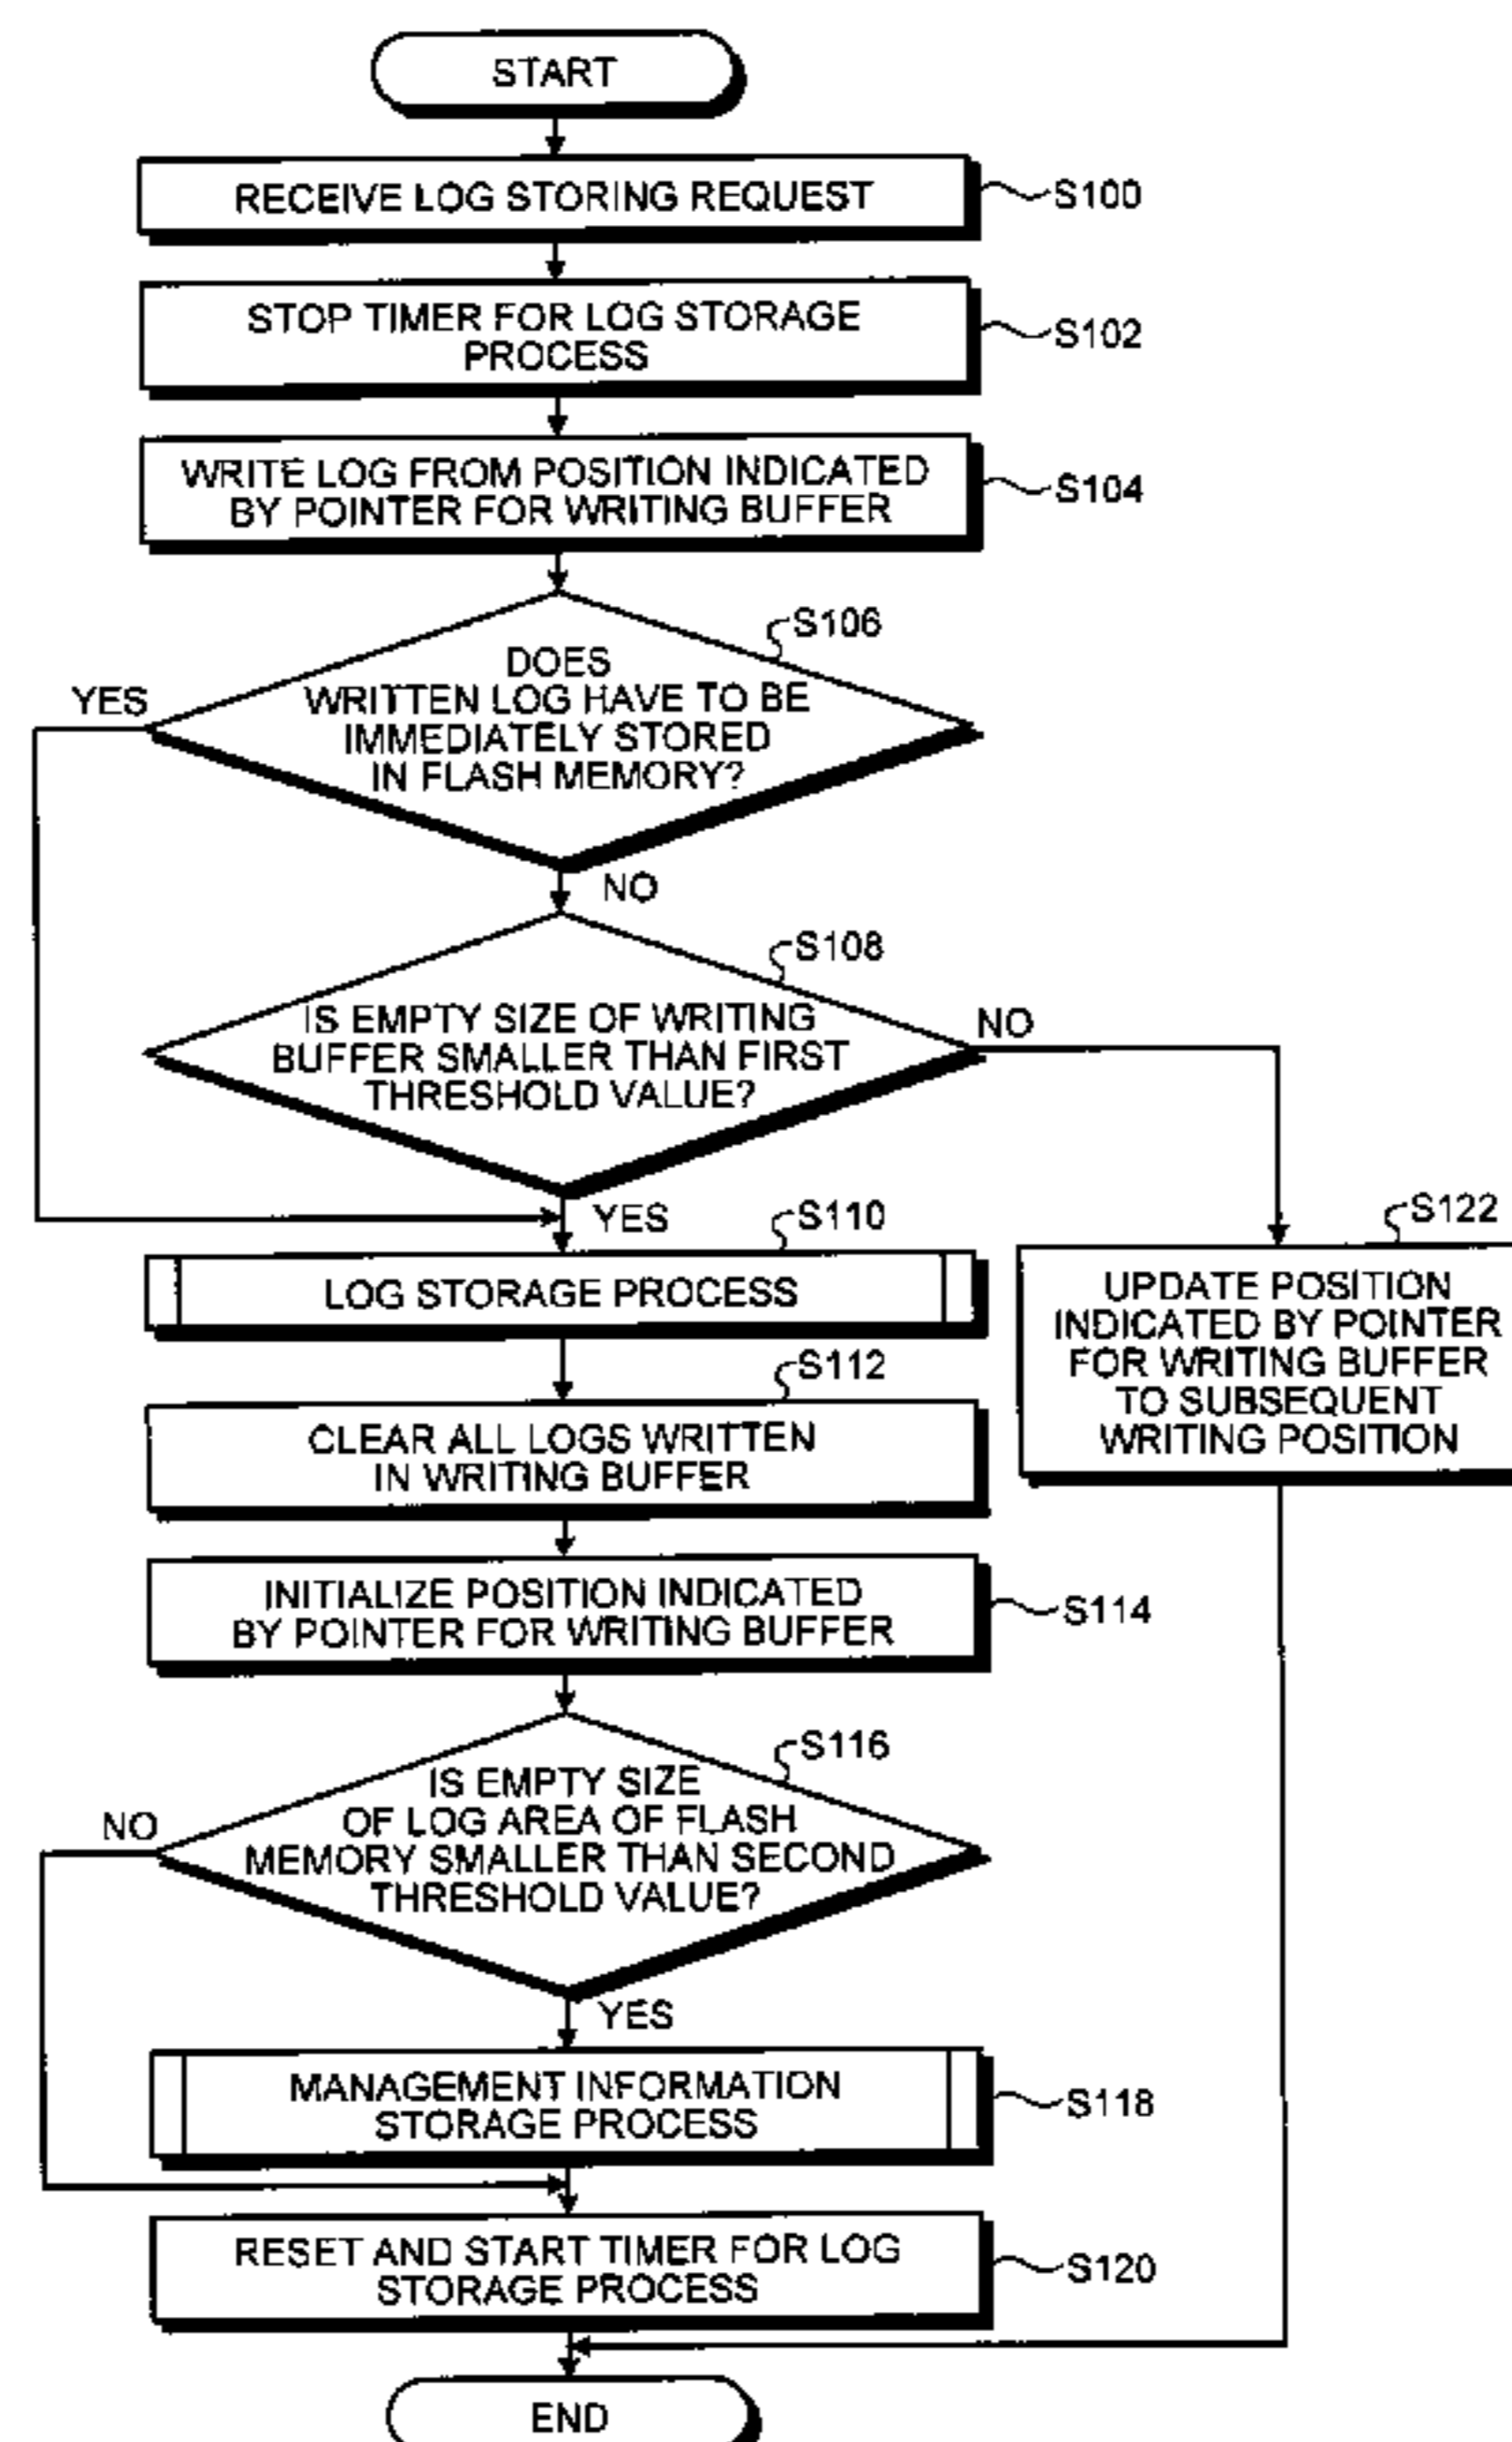 START
RECEIVE LOG STORING REQUEST
S100
STOP TIMER FOR LOG STORAGE
PROCESS
S102
WRITE LOG FROM POSITION INDICATED
BY POINTER FOR WRITING BUFFER
S104
S106
DOES
WRITTEN LOG HAVE TO BE
IMMEDIATELY STORED
IN FLASH MEMORY?
YES
NO
S108
IS EMPTY SIZE OF WRITING
BUFFER SMALLER THAN FIRST
THRESHOLD VALUE?
NO
YES
S110
LOG STORAGE PROCESS
S122
UPDATE POSITION
INDICATED BY POINTER
FOR WRITING BUFFER
TO SUBSEQUENT
WRITING POSITION
S112
CLEAR ALL LOGS WRITTEN
IN WRITING BUFFER
INITIALIZE POSITION INDICATED
BY POINTER FOR WRITING BUFFER
S114
S116
IS EMPTY SIZE
OF LOG AREA OF FLASH
MEMORY SMALLER THAN SECOND
THRESHOLD VALUE?
NO
YES
MANAGEMENT INFORMATION
STORAGE PROCESS
S118
RESET AND START TIMER FOR LOG
STORAGE PROCESS
S120
END